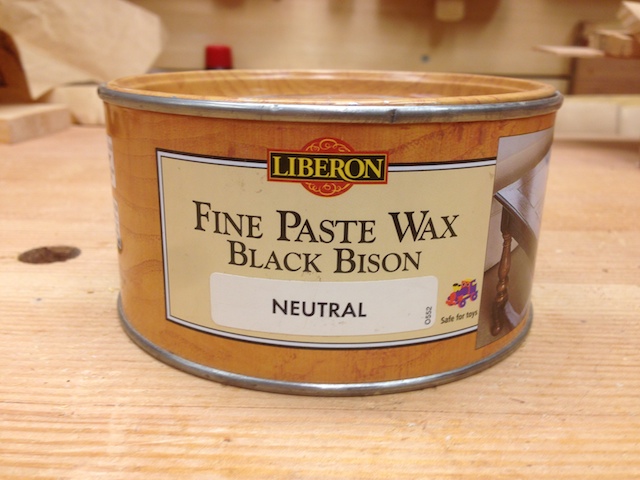 LIBERON
FINE PASTE WAX
BLACK BISON
NEUTRAL
0552
Safe for toys